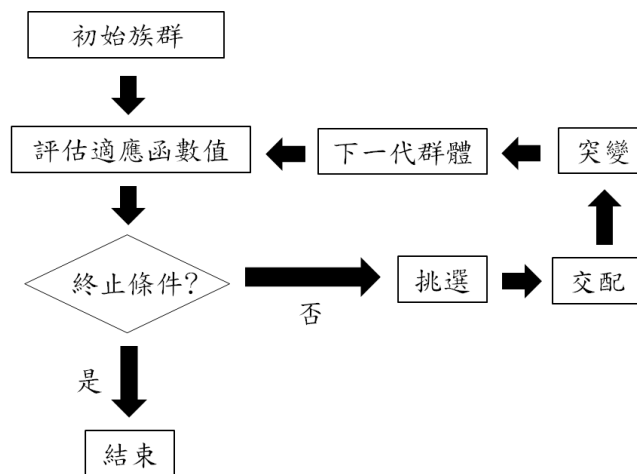 初始族群
評估適應函數值
下一代群體
突變
終止條件?
否
挑選
交配
是
結束